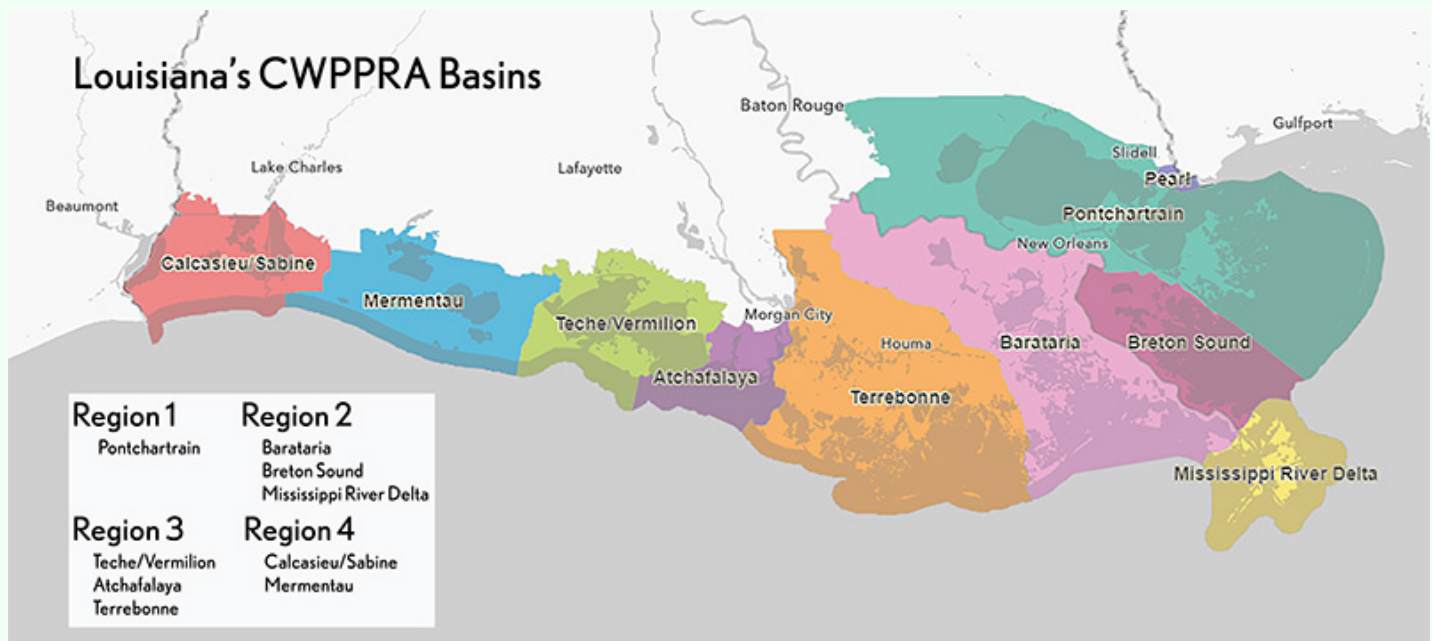 Louisiana's CWPPRA Basins
Baton Rouge
Gulfport
Slidell
Lake Charles
Lafayette
Pearl
Beaumont
Pontchartrain
New Orleans
Calcasieu/Sabine
Mermentau
Teche/Vermilion
Morgan City
Houma
Barataria
Breton Sound
Atchafalaya
Terrebonne
Mississippi River Delta
Region 1
Pontchartrain
Region 2
Barataria
Breton Sound
Mississippi River Delta
Region 3
Teche/Vermilion
Atchafalaya
Terrebonne
Region 4
Calcasieu/Sabine
Mermentau